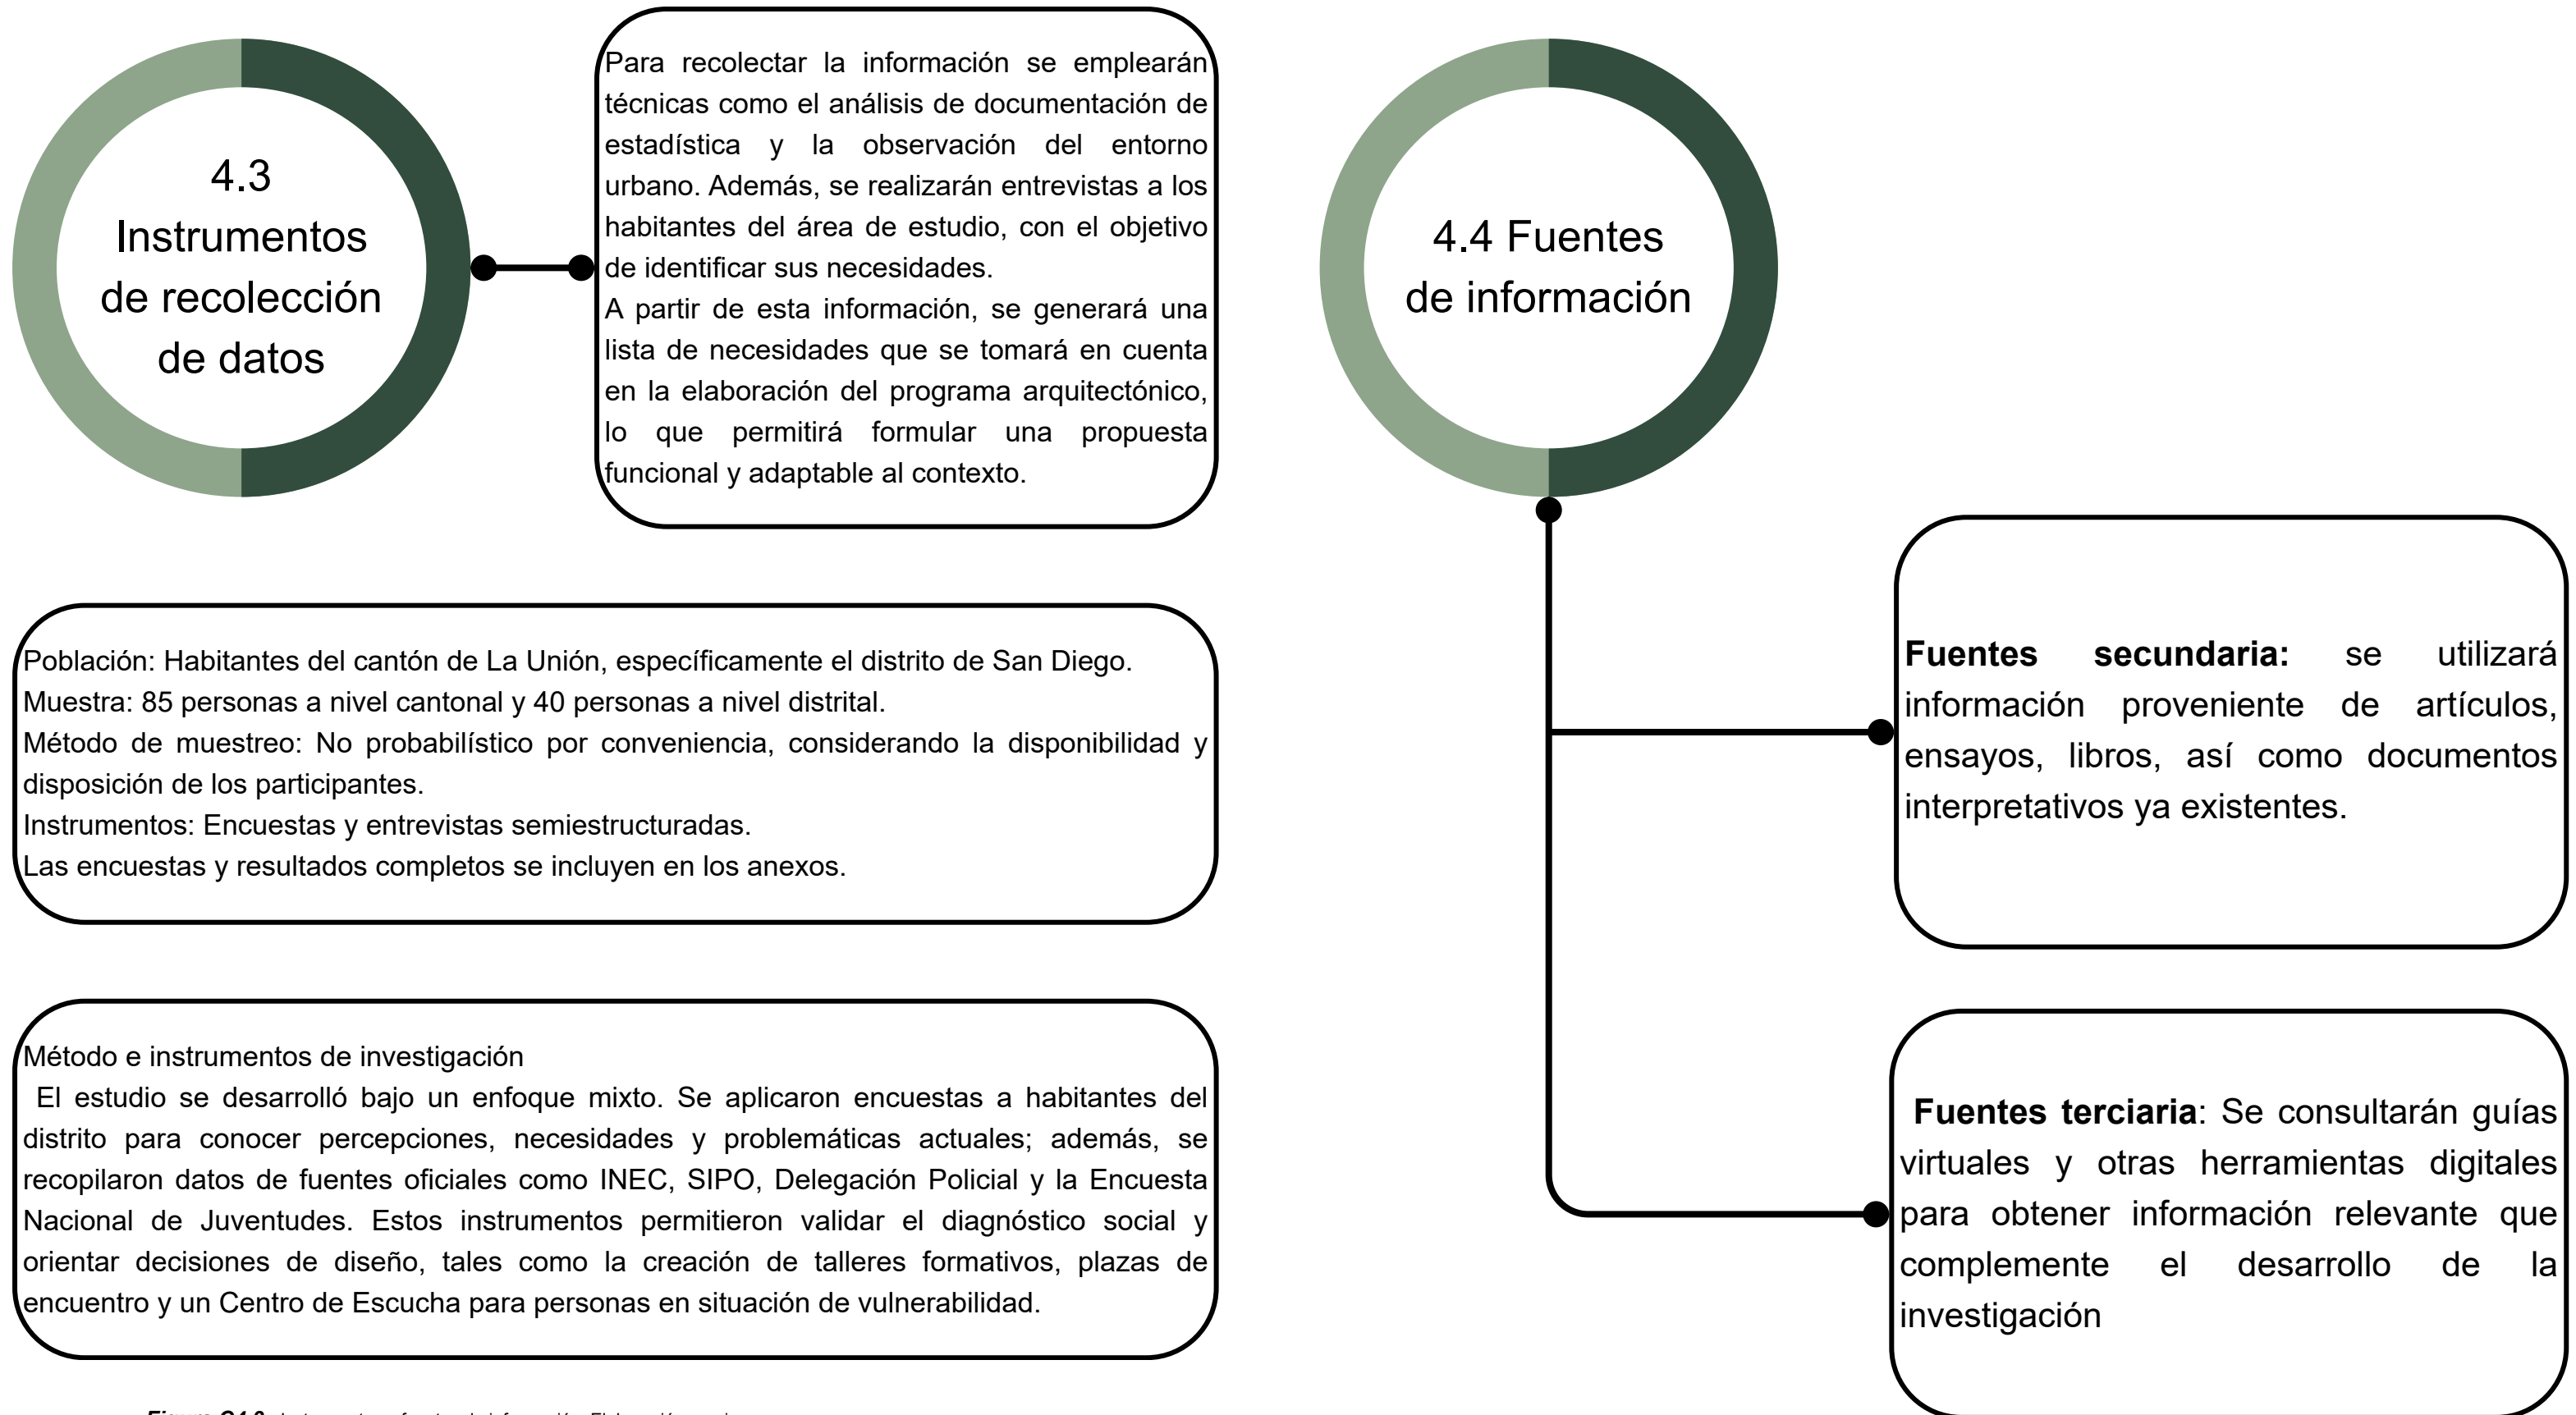 4.3
Instrumentos
de recolección
de datos
Para recolectar la información se emplearán
técnicas como el análisis de documentación de
estadística y la observación del entorno
urbano. Además, se realizarán entrevistas a los
habitantes del área de estudio, con el objetivo
de identificar sus necesidades.
A partir de esta información, se generará una
lista de necesidades que se tomará en cuenta
en la elaboración del programa arquitectónico,
lo que permitirá formular una propuesta
funcional y adaptable al contexto.
Población: Habitantes del cantón de La Unión, específicamente el distrito de San Diego.
Muestra: 85 personas a nivel cantonal y 40 personas a nivel distrital.
Método de muestreo: No probabilístico por conveniencia, considerando la disponibilidad y
disposición de los participantes.
Instrumentos: Encuestas y entrevistas semiestructuradas.
Las encuestas y resultados completos se incluyen en los anexos.
Método e instrumentos de investigación
El estudio se desarrolló bajo un enfoque mixto. Se aplicaron encuestas a habitantes del
distrito para conocer percepciones, necesidades y problemáticas actuales; además, se
recopilaron datos de fuentes oficiales como INEC, SIPO, Delegación Policial y la Encuesta
Nacional de Juventudes. Estos instrumentos permitieron validar el diagnóstico social y
orientar decisiones de diseño, tales como la creación de talleres formativos, plazas de
encuentro y un Centro de Escucha para personas en situación de vulnerabilidad.
4.4 Fuentes
de información
Fuentes secundaria: se utilizará
información proveniente de artículos,
ensayos, libros, así como documentos
interpretativos ya existentes.
Fuentes terciaria: Se consultarán guías
virtuales y otras herramientas digitales
para obtener información relevante que
complemente el desarrollo de la
investigación